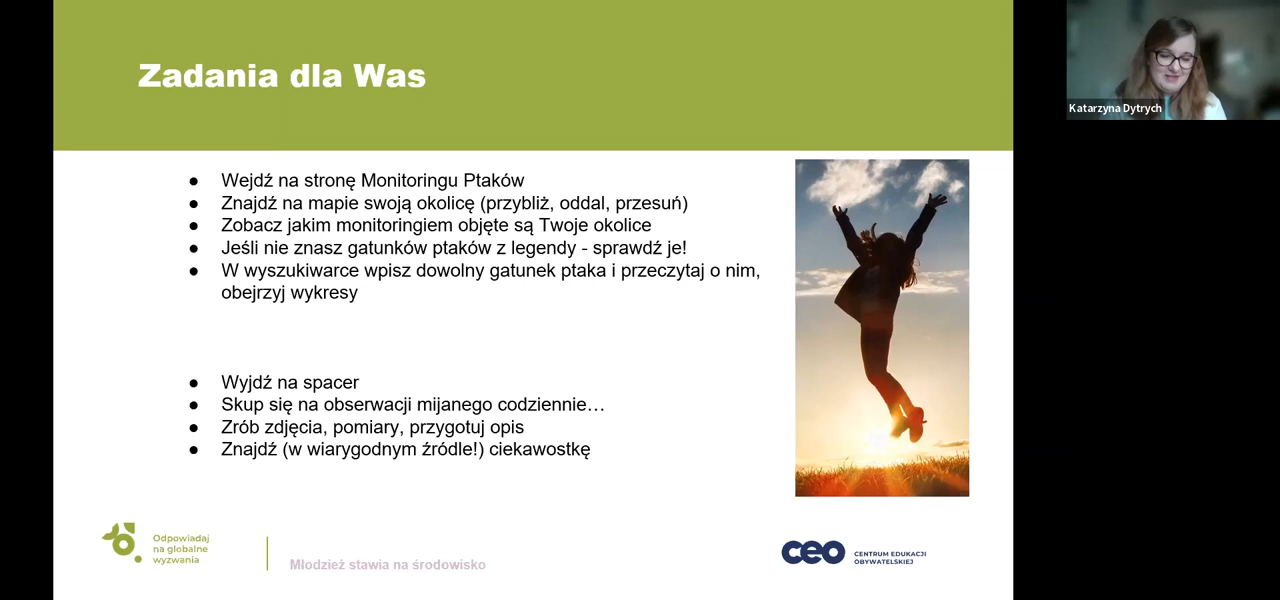 Zadania dla Was
Katarzyna Dytrych
● Wejdź na stronę Monitoringu Ptaków
● Znajdź na mapie swoją okolicę (przybliż, oddal, przesuń)
● Zobacz jakim monitoringiem objęte są Twoje okolice
● Jeśli nie znasz gatunków ptaków z legendy - sprawdź je!
● W wyszukiwarce wpisz dowolny gatunek ptaka i przeczytaj o nim,
obejrzyj wykresy
● Wyjdź na spacer
● Skup się na obserwacji mijanego codziennie…
● Zrób zdjęcia, pomiary, przygotuj opis
● Znajdź (w wiarygodnym źródle!) ciekawostkę
Odpowiadaj
na globalne
wyzwania
Młodzież stawia na środowisko
ceo
CENTRUM EDUKACJI
OBYWATELSKIEJ